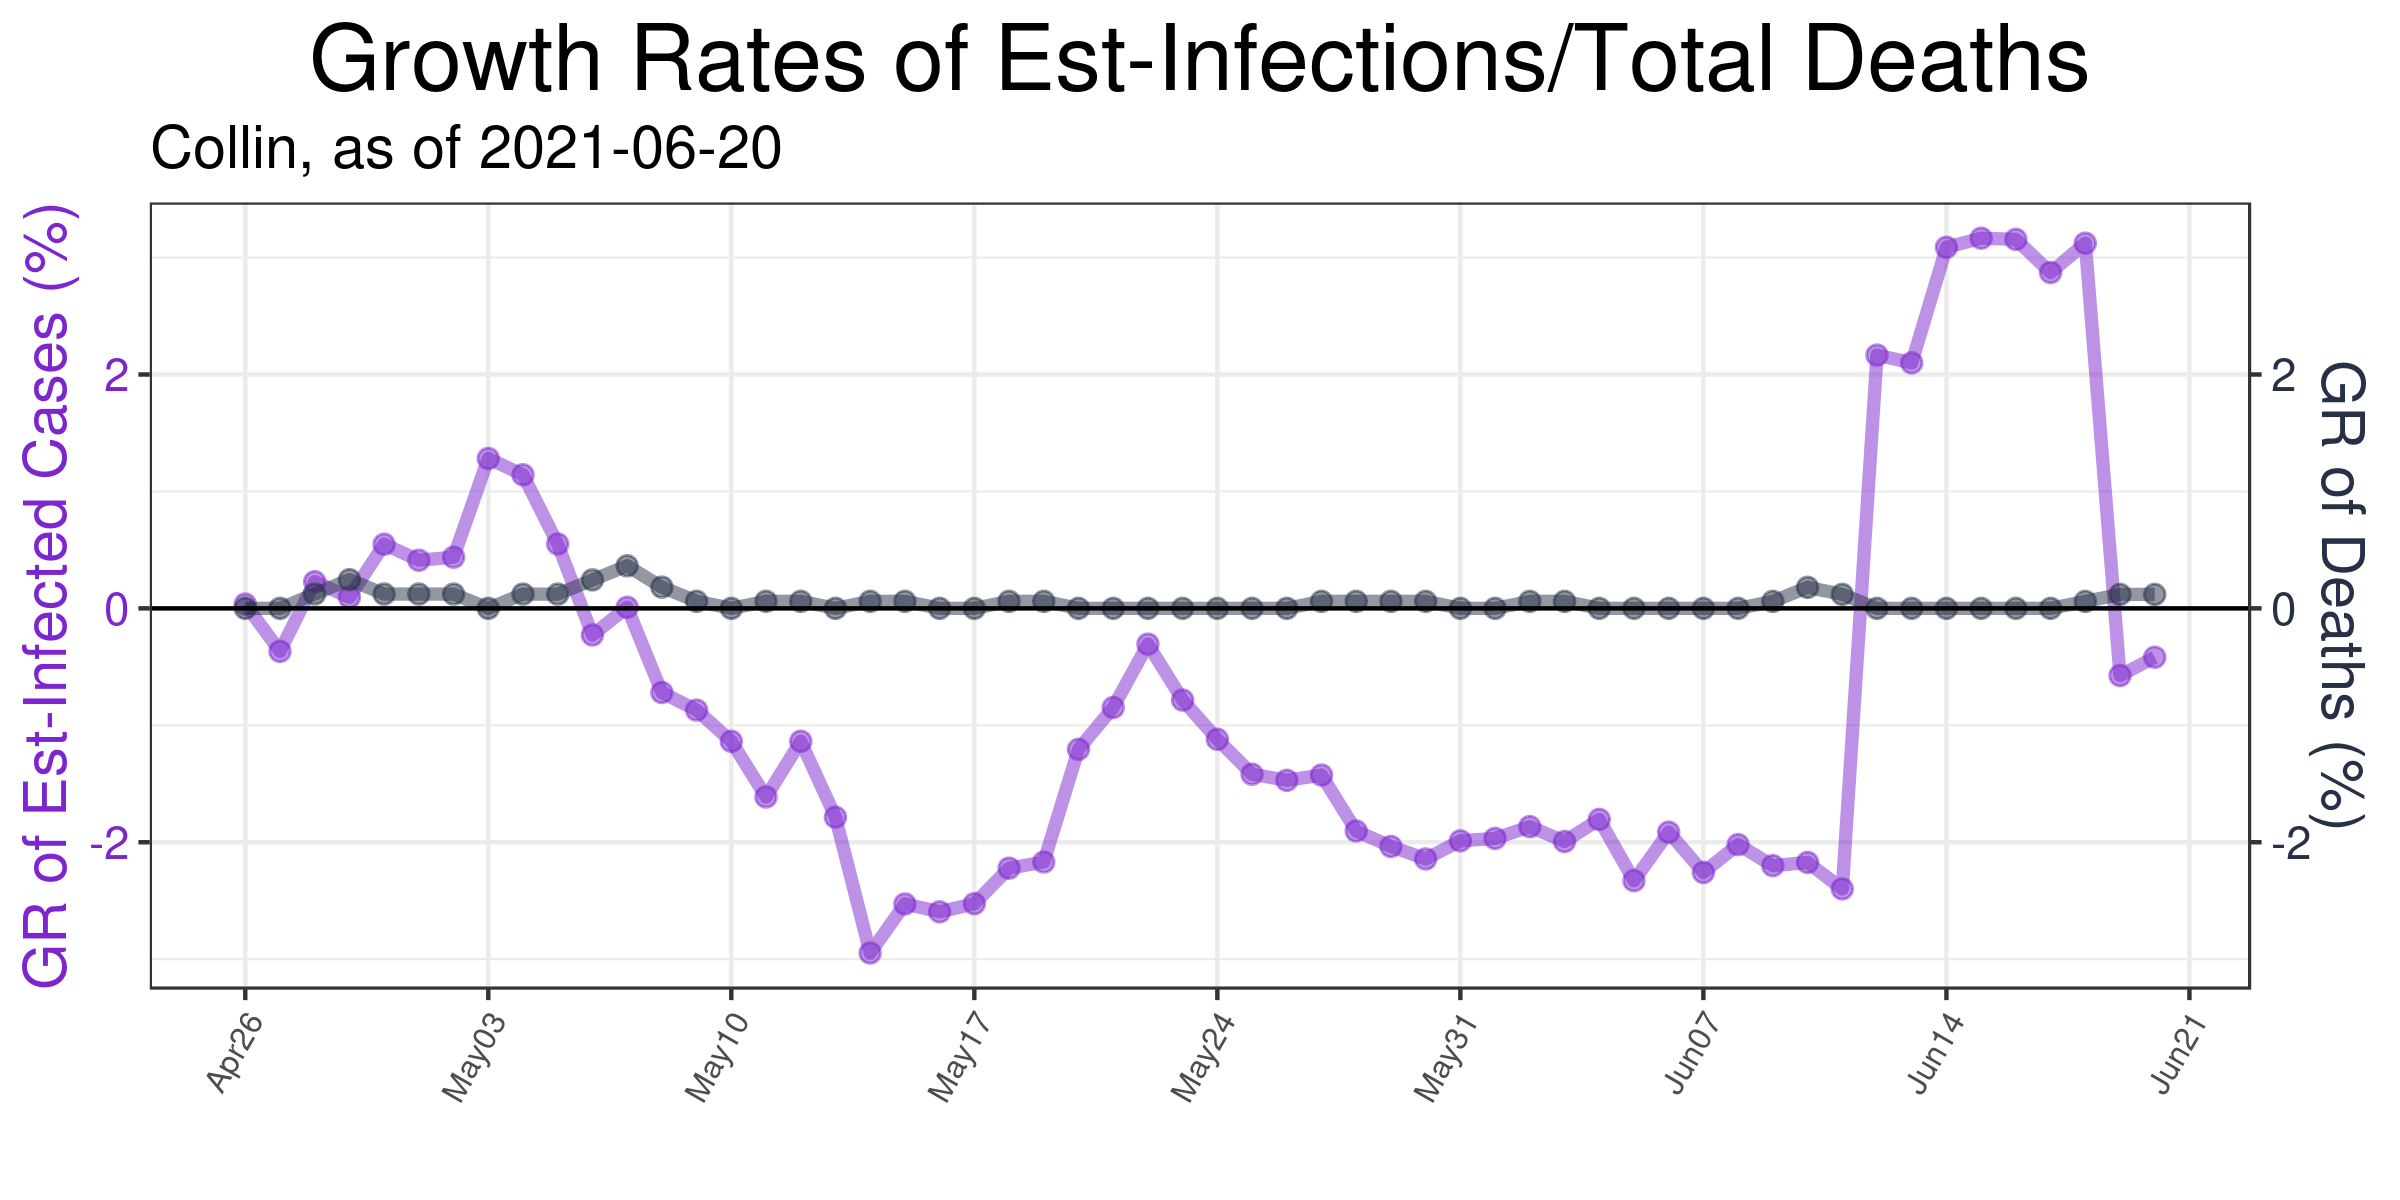 Growth Rates of Est-Infections/Total Deaths
Collin, as of 2021-06-20
GR of Est-Infected Cases (%)
2
0
-2
2
0
-2
GR of Deaths (%)
Apr26
May03
May10
May17
May24
May31
Jun07
Jun14
Jun21